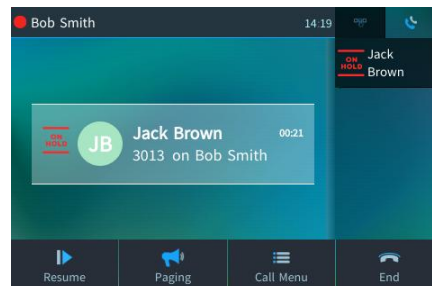 Bob Smith 14:19
ON HOLD Jack Brown
ON HOLD JB Jack Brown 00:21
3013 on Bob Smith
Resume Paging Call Menu End